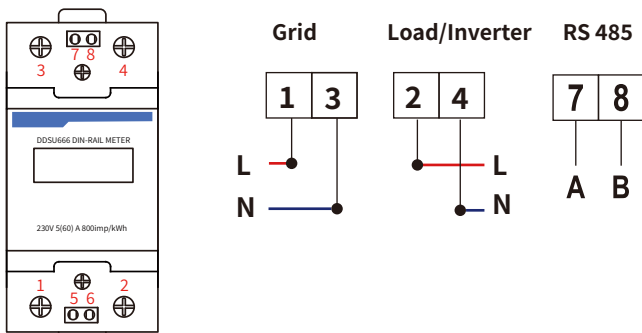 7 8
3 4
DDSU666 DIN-RAIL METER
230V 5(60) A 800imp/kWh
1 2
5 6
Grid
1 3
L
N
Load/Inverter
2 4
L
N
RS 485
7 8
A B